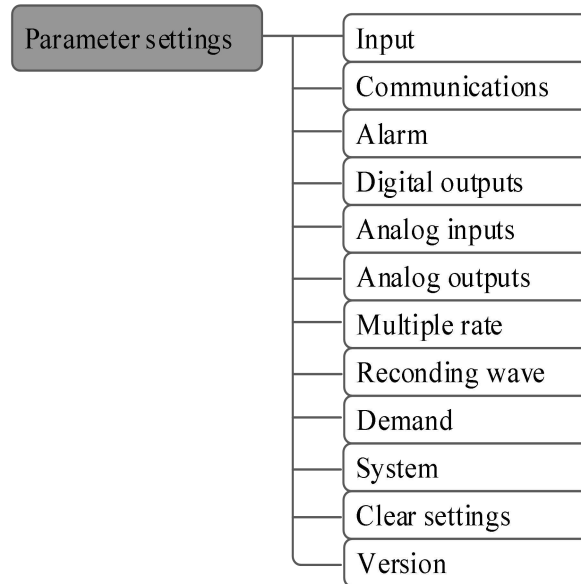 Parameter settings
Input
Communications
Alarm
Digital outputs
Analog inputs
Analog outputs
Multiple rate
Reconding wave
Demand
System
Clear settings
Version